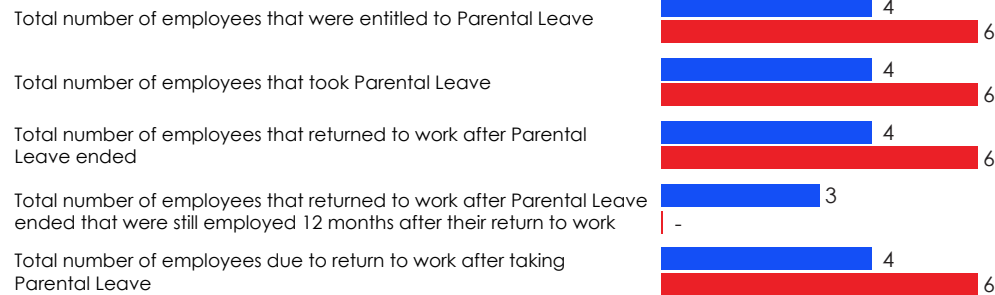 Total number of employees that were entitled to Parental Leave
4
6
Total number of employees that took Parental Leave
4
6
Total number of employees that returned to work after Parental
Leave ended
4
6
Total number of employees that returned to work after Parental Leave
ended that were still employed 12 months after their return to work
3
-
Total number of employees due to return to work after taking
Parental Leave
4
6